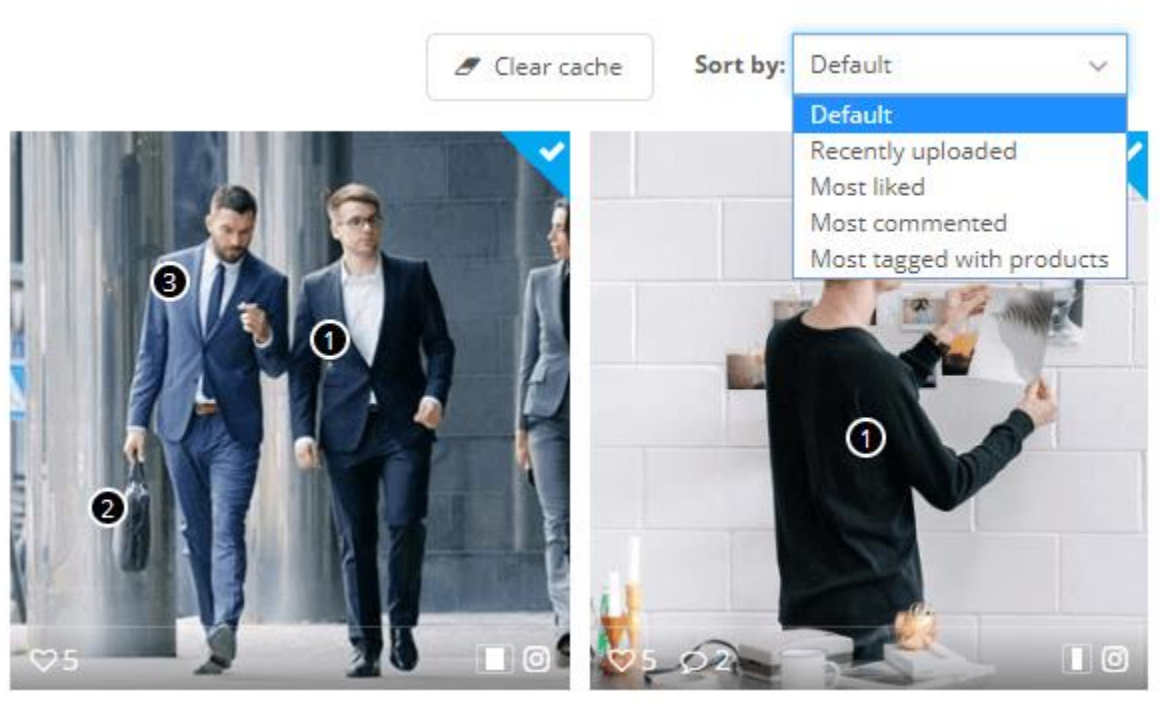 Clear cache
Sort by: Default
Default
Recently uploaded
Most liked
Most commented
Most tagged with products
3
1
2
1
5
5 2